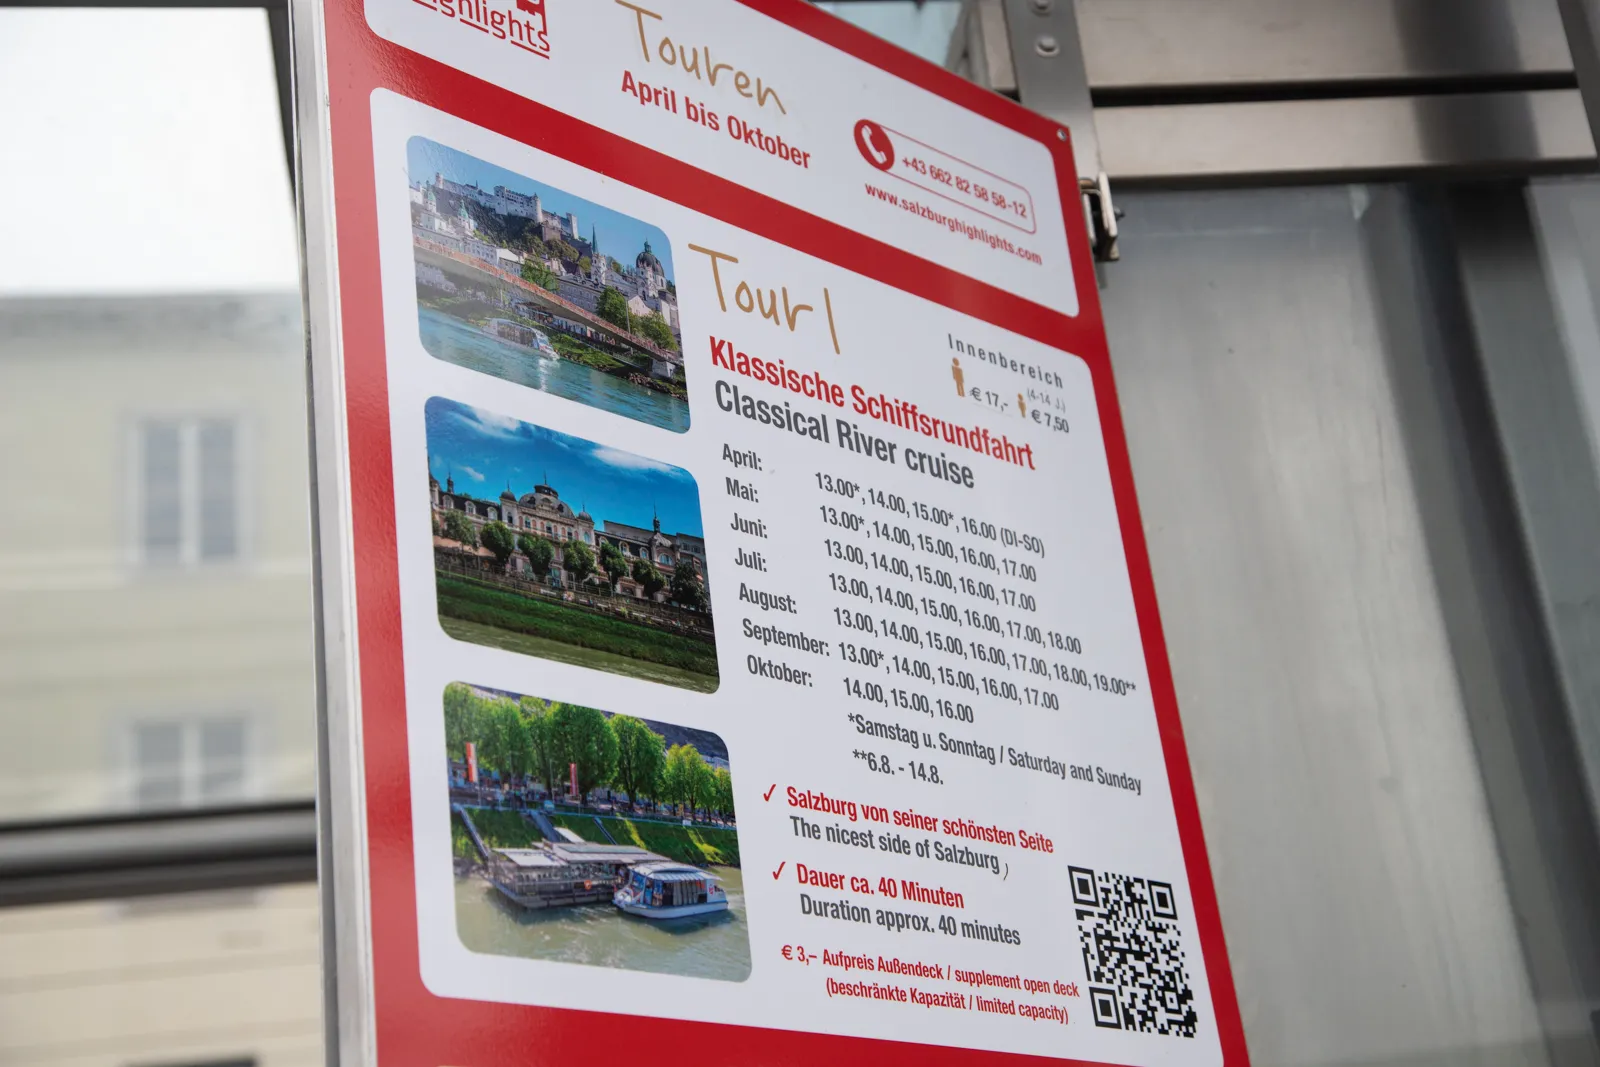 highlights
Touren
April bis Oktober
+43 662 82 58 58-12
www.salzburghighlights.com
Tour 1
Innenbereich
€ 17,- (4-14 J.) € 7,50
Klassische Schiffsrundfahrt
Classical River cruise
April: 13.00*, 14.00, 15.00*, 16.00 (DI-SO)
Mai: 13.00*, 14.00, 15.00, 16.00, 17.00
Juni: 13.00, 14.00, 15.00, 16.00, 17.00
Juli: 13.00, 14.00, 15.00, 16.00, 17.00, 18.00
August: 13.00, 14.00, 15.00, 16.00, 17.00, 18.00, 19.00**
September: 13.00*, 14.00, 15.00, 16.00, 17.00
Oktober: 14.00, 15.00, 16.00
*Samstag u. Sonntag / Saturday and Sunday
**6.8. - 14.8.
✓ Salzburg von seiner schönsten Seite
The nicest side of Salzburg
✓ Dauer ca. 40 Minuten
Duration approx. 40 minutes
€ 3,– Aufpreis Außendeck / supplement open deck
(beschränkte Kapazität / limited capacity)